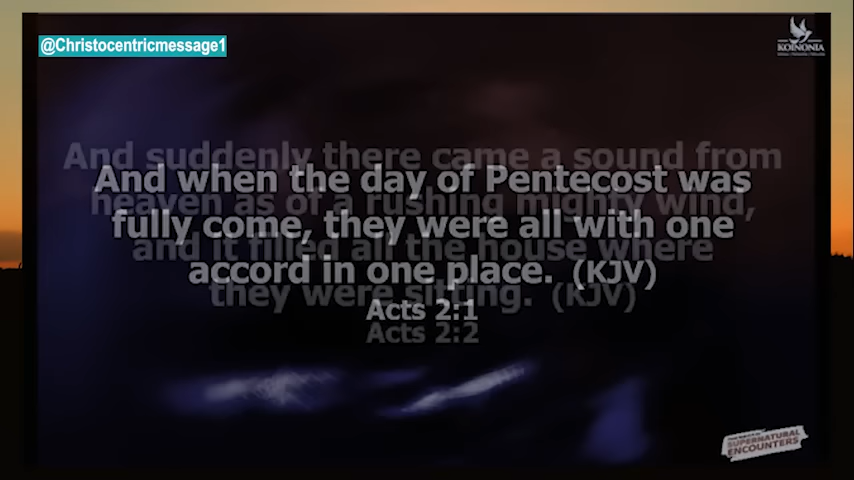 @Christocentricmessage1
KOINONIA
And when the day of Pentecost was
fully come, they were all with one
accord in one place. (KJV)
Acts 2:1
And suddenly there came a sound from
heaven as of a rushing mighty wind,
and it filled all the house where
they were sitting. (KJV)
Acts 2:2
SUPERNATURAL
ENCOUNTERS